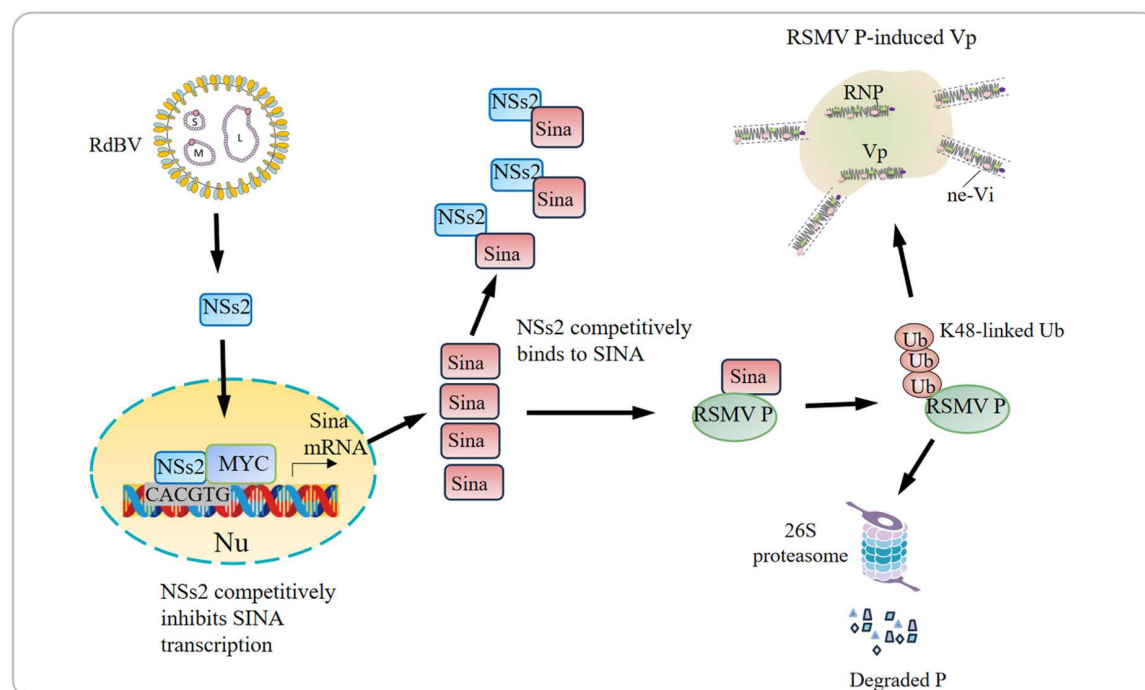 RSMV P-induced Vp
RdBV
S
L
M
NSs2
Sina
NSs2
Sina
NSs2
Sina
RNP
Vp
ne-Vi
NSs2
NSs2 competitively
binds to SINA
Sina
Sina
Sina
Sina
Sina
RSMV P
K48-linked Ub
Ub
Ub
Ub
RSMV P
Sina
mRNA
NSs2
MYC
CACGTG
Nu
NSs2 competitively
inhibits SINA
transcription
26S
proteasome
Degraded P